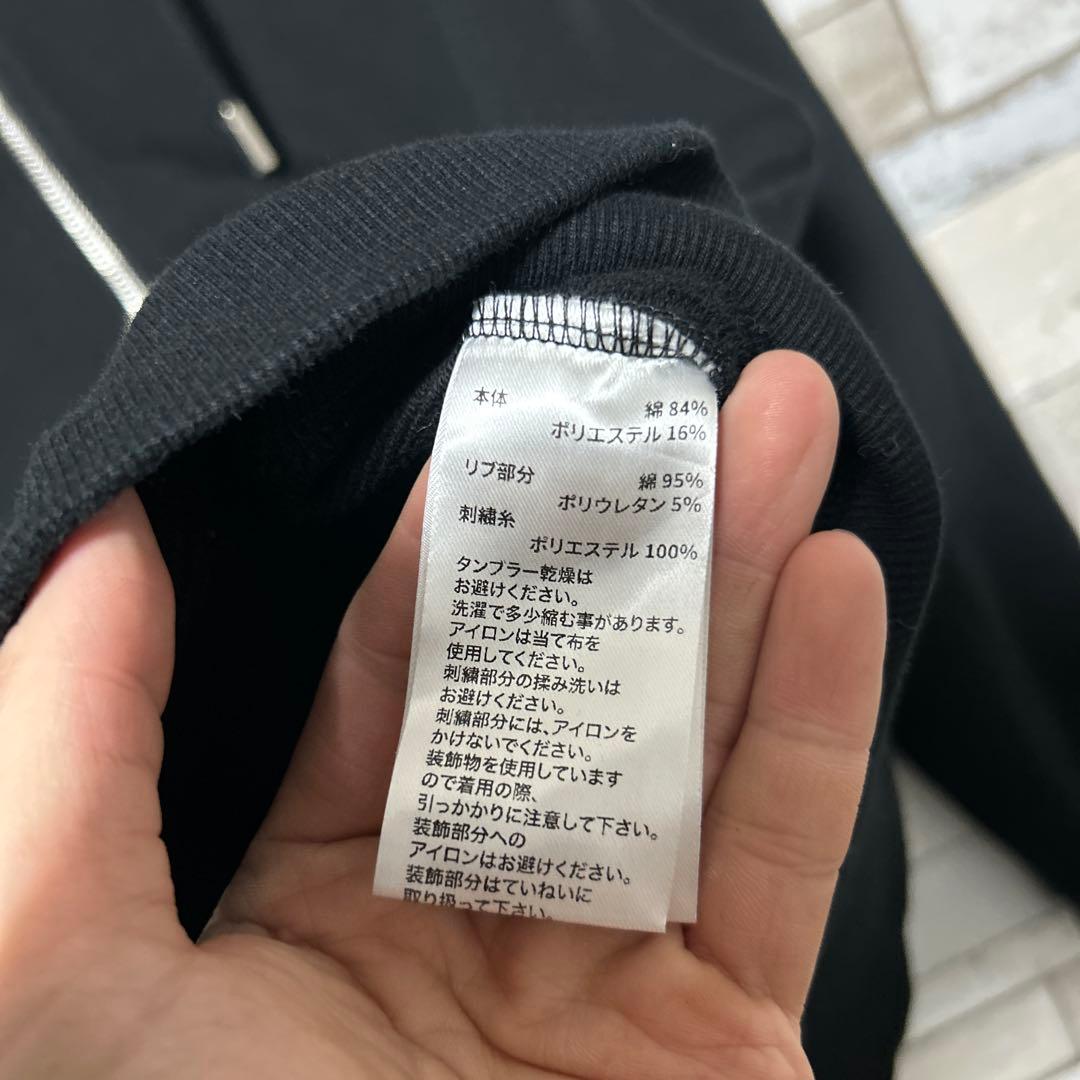 本体 綿 84%
ポリエステル 16%
リブ部分 綿 95%
ポリウレタン 5%
刺繍糸
ポリエステル 100%
タンブラー乾燥は
お避けください。
洗濯で多少縮む事があります。
アイロンは当て布を
使用してください。
刺繍部分の揉み洗いは
お避けください。
刺繍部分には、アイロンを
かけないでください。
装飾物を使用しています
ので着用の際、
引っかかりに注意して下さい。
装飾部分への
アイロンはお避けください。
装飾部分はていねいに
取り扱って下さい。